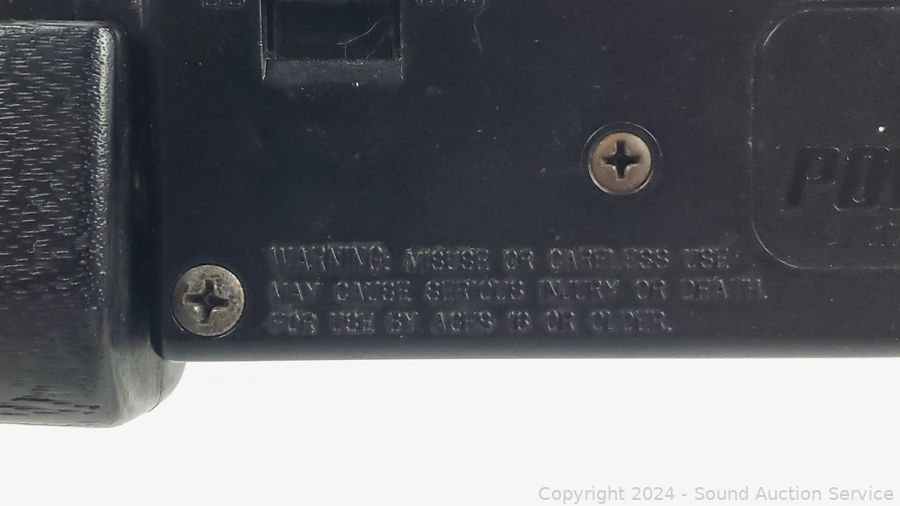 WARNING: MISUSE OR CARELESS USE
MAY CAUSE SERIOUS INJURY OR DEATH.
FOR USE BY AGES 16 OR OLDER.
POW
Copyright 2024 - Sound Auction Service